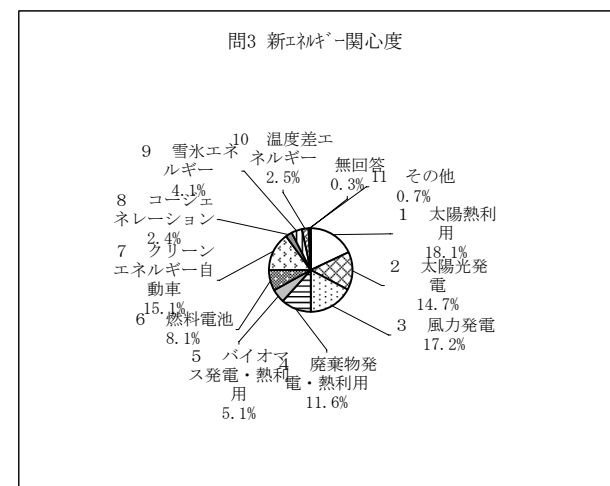 問3 新ｴﾈﾙｷﾞｰ関心度
1 太陽熱利
用
18.1%
2 太陽光発
電
14.7%
3 風力発電
17.2%
4 廃棄物発
電・熱利用
11.6%
5 バイオマ
ス発電・熱利
用
5.1%
6 燃料電池
8.1%
7 クリーン
エネルギー自
動車
15.1%
8 コージェ
ネレーション
2.4%
9 雪氷エネ
ルギー
4.1%
10 温度差エ
ネルギー
2.5%
無回答
0.3%
11 その他
0.7%